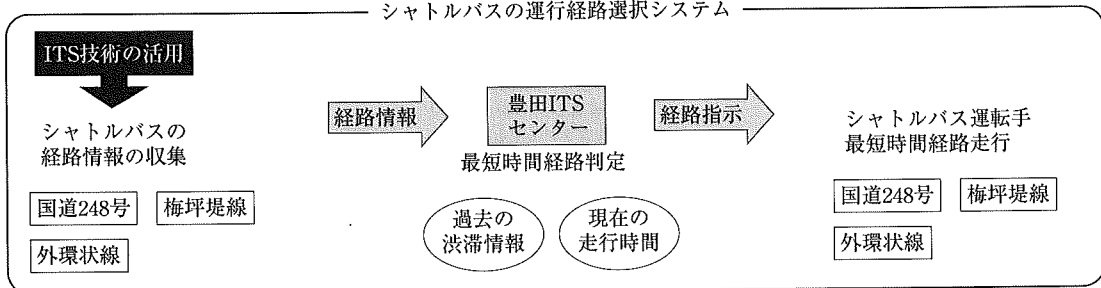 シャトルバスの運行経路選択システム
ITS技術の活用
シャトルバスの
経路情報の収集
国道248号
梅坪堤線
外環状線
経路情報
豊田ITS
センター
最短時間経路判定
過去の
渋滞情報
現在の
走行時間
経路指示
シャトルバス運転手
最短時間経路走行
国道248号
梅坪堤線
外環状線